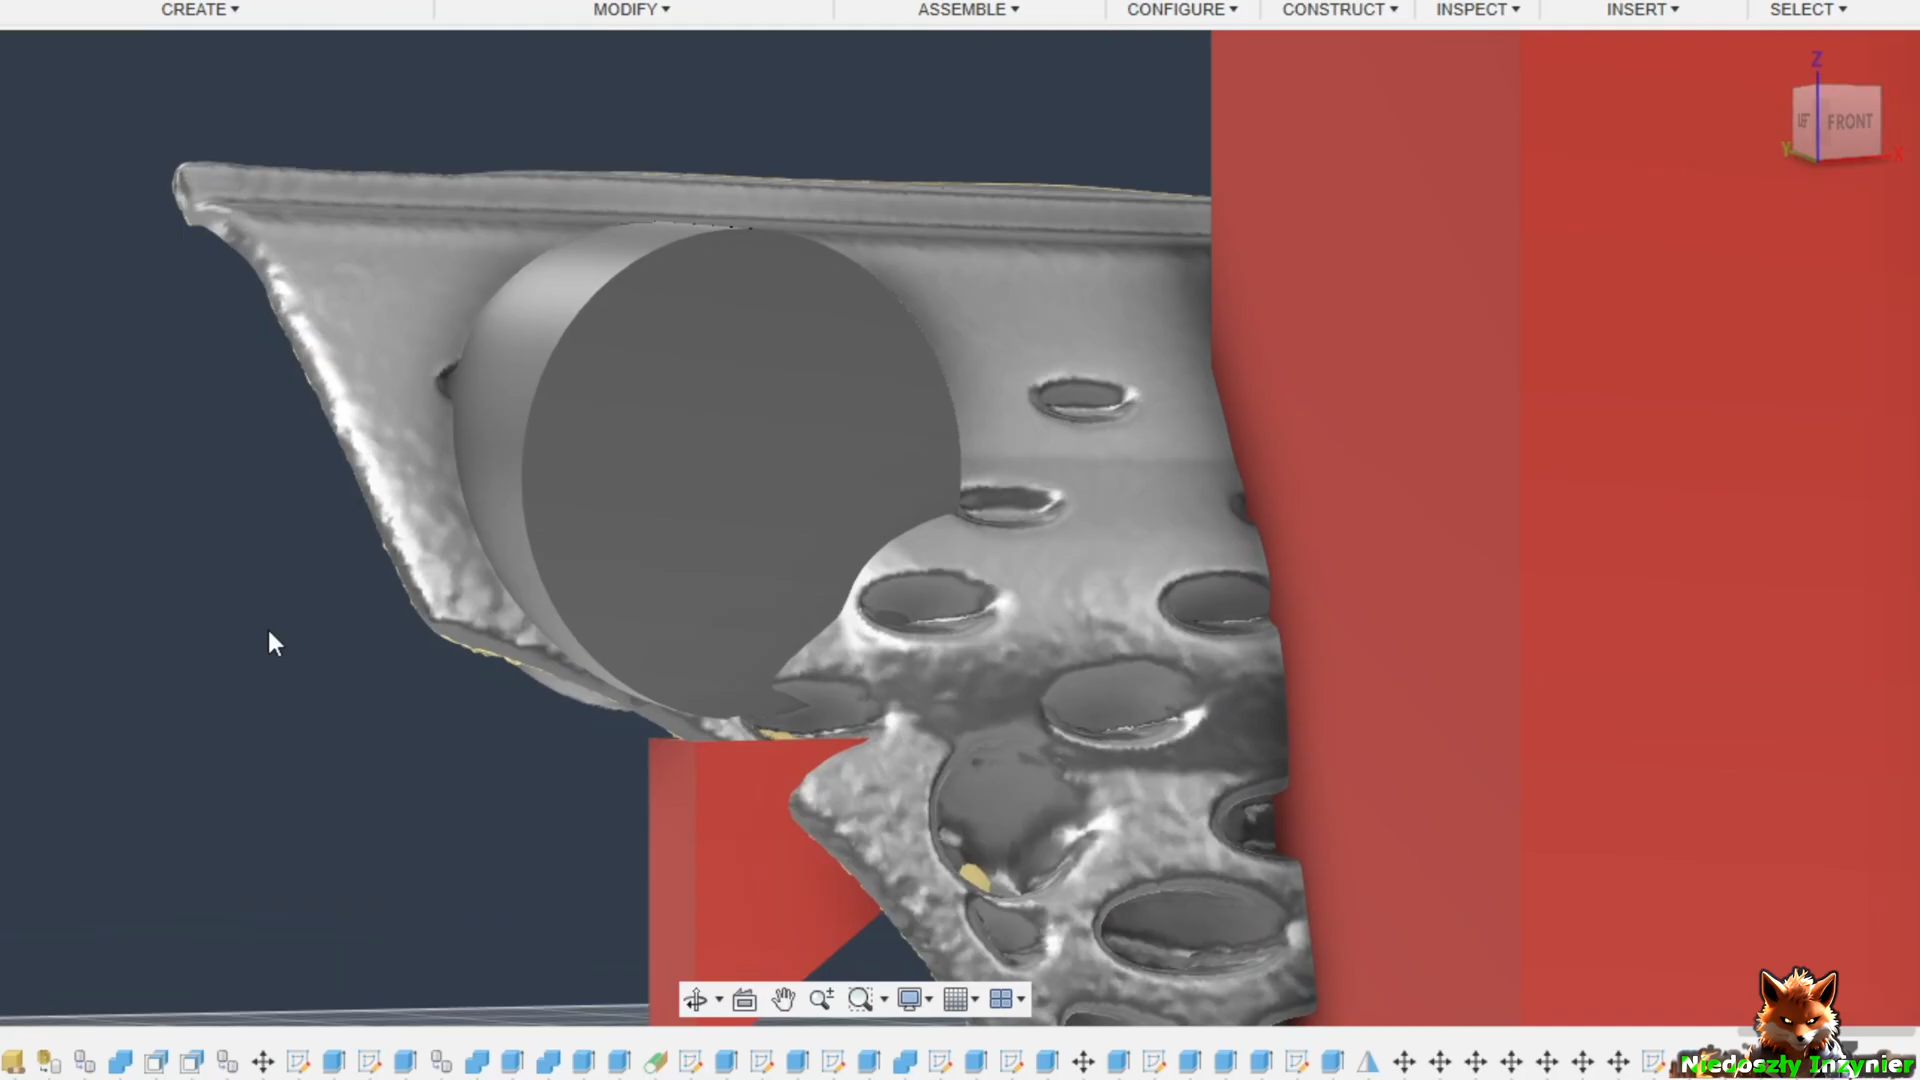 CREATE MODIFY ASSEMBLE CONFIGURE CONSTRUCT INSPECT INSERT SELECT
Z
FRONT
Y X
Niedoszły Inżynier